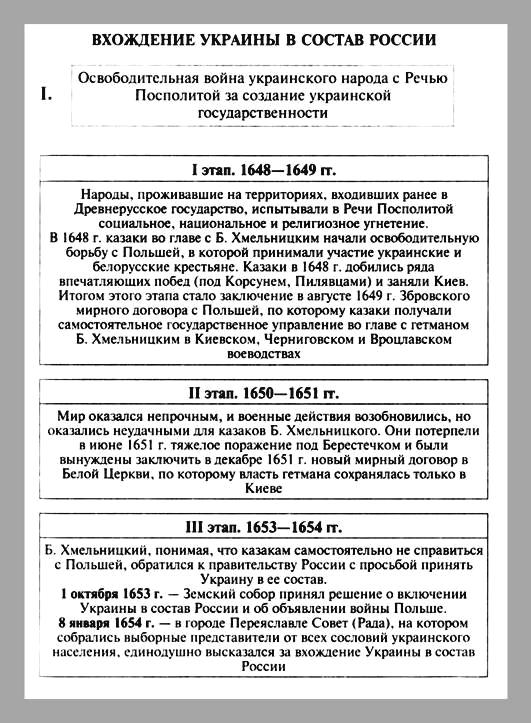 ВХОЖДЕНИЕ УКРАИНЫ В СОСТАВ РОССИИ
I.
Освободительная война украинского народа с Речью
Посполитой за создание украинской
государственности
I этап. 1648—1649 гг.
Народы, проживавшие на территориях, входивших ранее в
Древнерусское государство, испытывали в Речи Посполитой
социальное, национальное и религиозное угнетение.
В 1648 г. казаки во главе с Б. Хмельницким начали освободительную
борьбу с Польшей, в которой принимали участие украинские и
белорусские крестьяне. Казаки в 1648 г. добились ряда
впечатляющих побед (под Корсунем, Пилявцами) и заняли Киев.
Итогом этого этапа стало заключение в августе 1649 г. Збровского
мирного договора с Польшей, по которому казаки получали
самостоятельное государственное управление во главе с гетманом
Б. Хмельницким в Киевском, Черниговском и Вроцлавском
воеводствах
II этап. 1650—1651 гг.
Мир оказался непрочным, и военные действия возобновились, но
оказались неудачными для казаков Б. Хмельницкого. Они потерпели
в июне 1651 г. тяжелое поражение под Берестечком и были
вынуждены заключить в декабре 1651 г. новый мирный договор в
Белой Церкви, по которому власть гетмана сохранялась только в
Киеве
III этап. 1653—1654 гг.
Б. Хмельницкий, понимая, что казакам самостоятельно не справиться
с Польшей, обратился к правительству России с просьбой принять
Украину в ее состав.
1 октября 1653 г. — Земский собор принял решение о включении
Украины в состав России и об объявлении войны Польше.
8 января 1654 г. — в городе Переяславле Совет (Рада), на котором
собрались выборные представители от всех сословий украинского
населения, единодушно высказался за вхождение Украины в состав
России